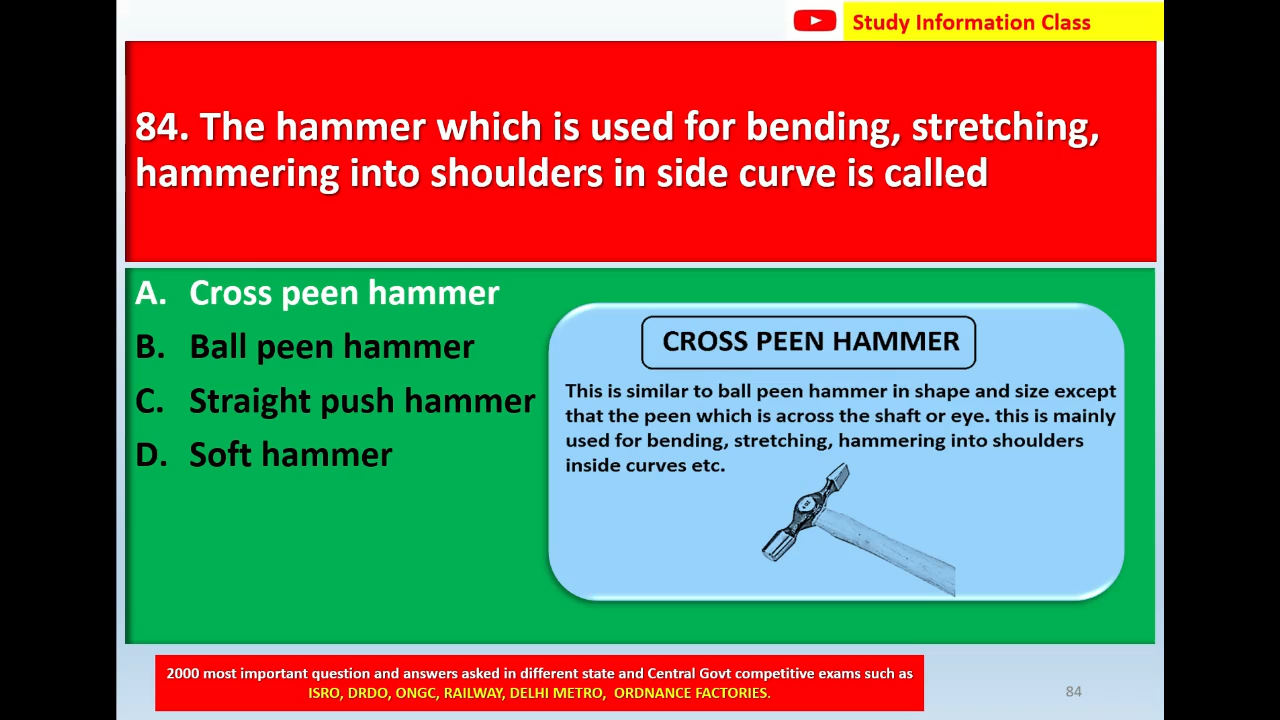 Study Information Class
84. The hammer which is used for bending, stretching,
hammering into shoulders in side curve is called
A. Cross peen hammer
B. Ball peen hammer
C. Straight push hammer
D. Soft hammer
CROSS PEEN HAMMER
This is similar to ball peen hammer in shape and size except
that the peen which is across the shaft or eye. this is mainly
used for bending, stretching, hammering into shoulders
inside curves etc.
2000 most important question and answers asked in different state and Central Govt competitive exams such as
ISRO, DRDO, ONGC, RAILWAY, DELHI METRO, ORDNANCE FACTORIES.
84